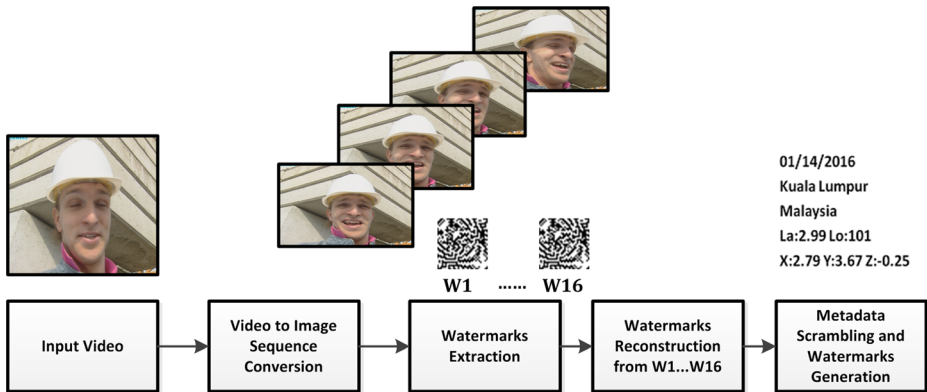 01/14/2016
Kuala Lumpur
Malaysia
La:2.99 Lo:101
X:2.79 Y:3.67 Z:-0.25
W1 ...... W16
Input Video
Video to Image
Sequence
Conversion
Watermarks
Extraction
Watermarks
Reconstruction
from W1...W16
Metadata
Scrambling and
Watermarks
Generation